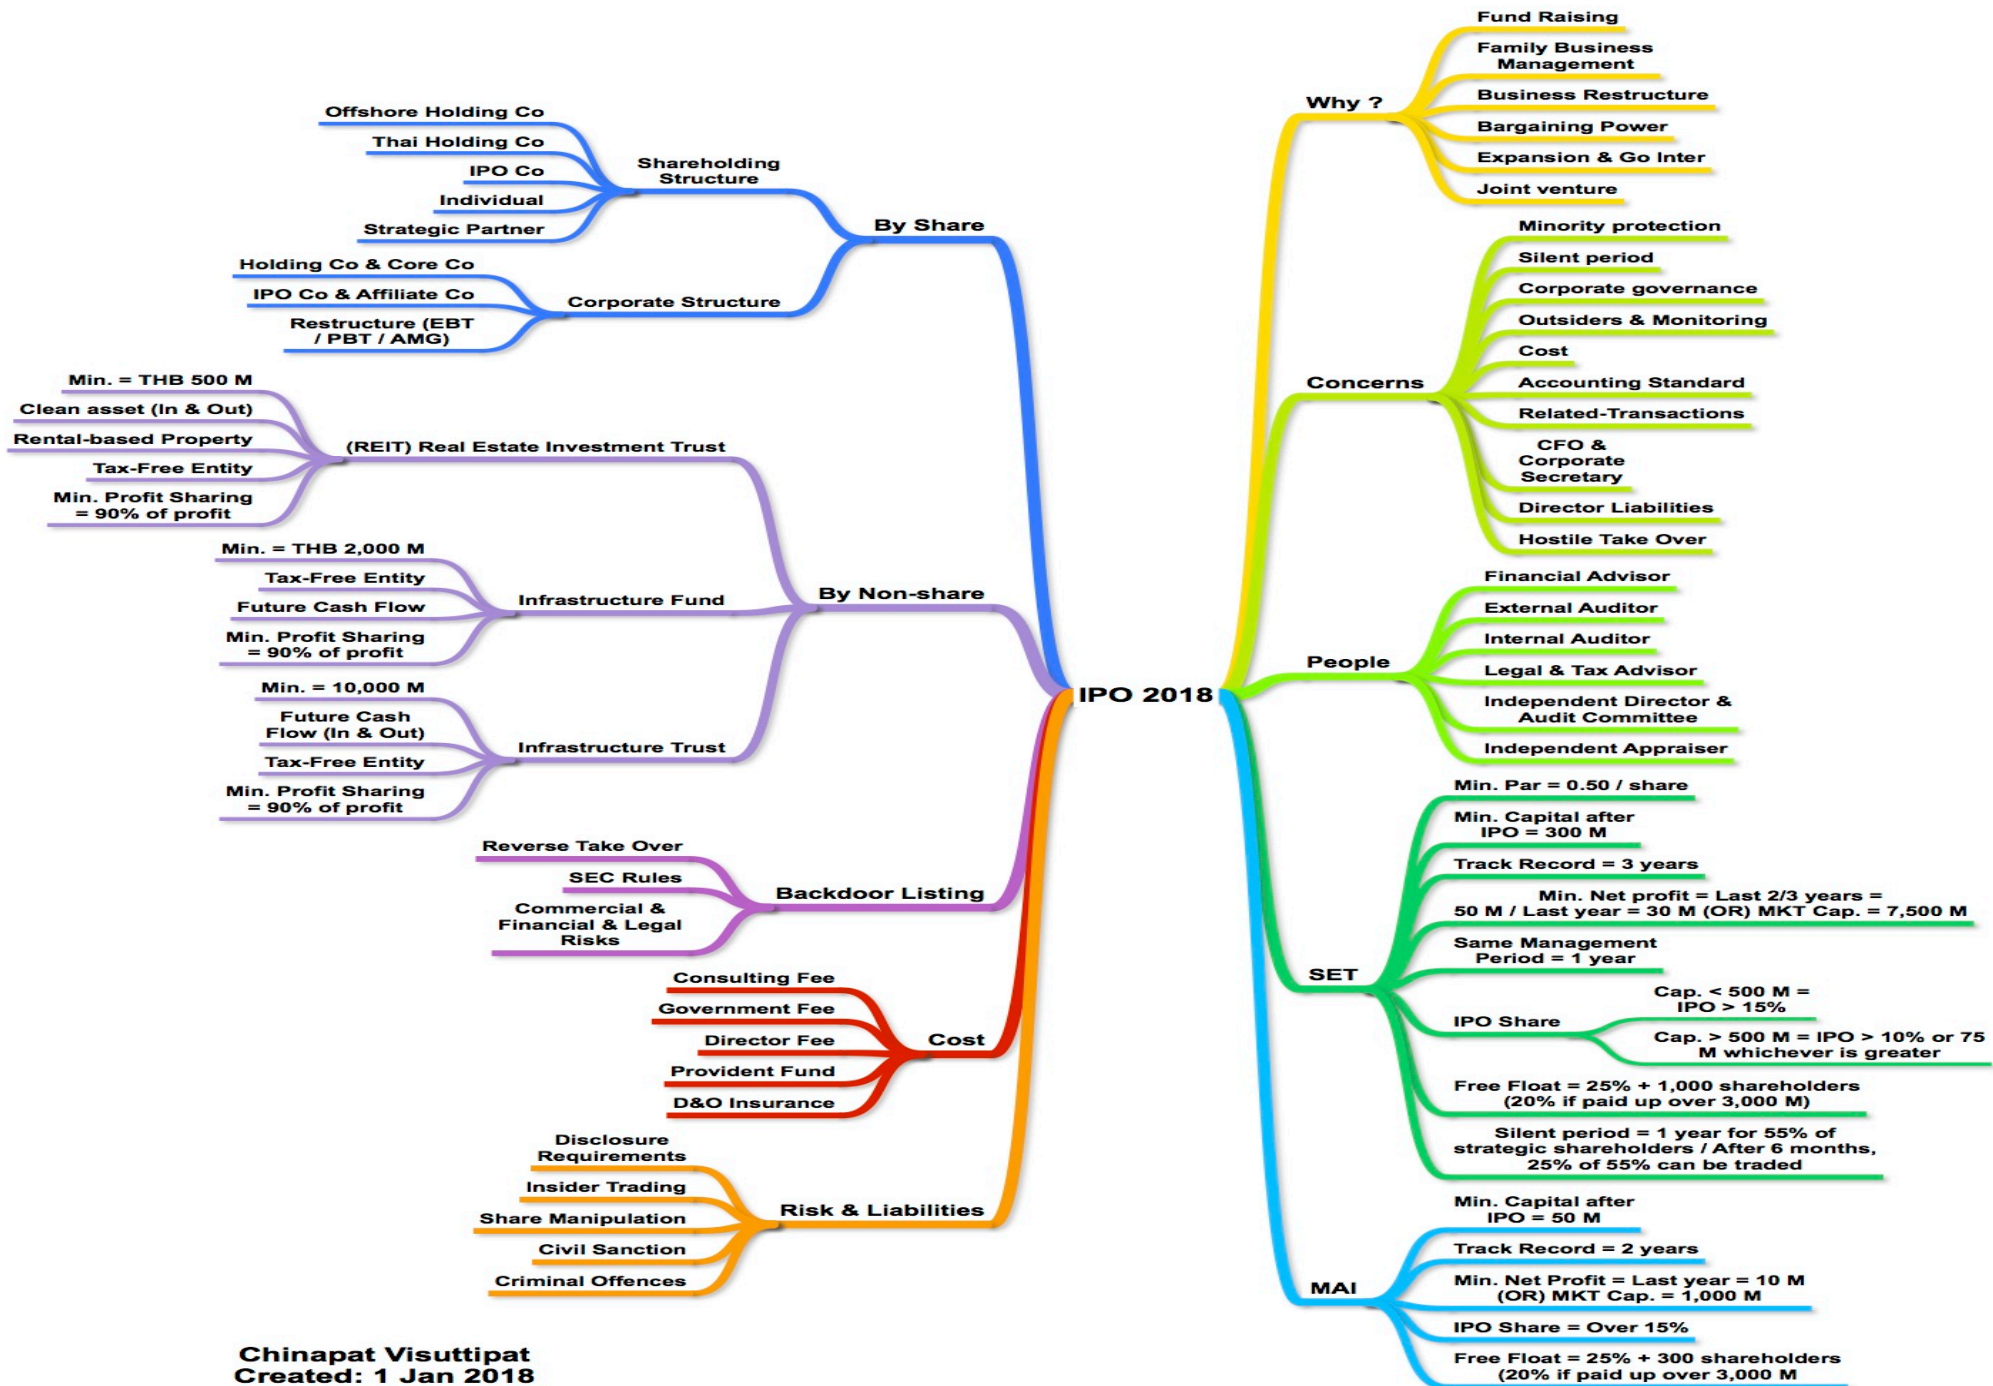 IPO 2018
Why ?
Fund Raising
Family Business
Management
Business Restructure
Bargaining Power
Expansion & Go Inter
Joint venture
Concerns
Minority protection
Silent period
Corporate governance
Outsiders & Monitoring
Cost
Accounting Standard
Related-Transactions
CFO &
Corporate
Secretary
Director Liabilities
Hostile Take Over
People
Financial Advisor
External Auditor
Internal Auditor
Legal & Tax Advisor
Independent Director &
Audit Committee
Independent Appraiser
SET
Min. Par = 0.50 / share
Min. Capital after
IPO = 300 M
Track Record = 3 years
Min. Net profit = Last 2/3 years =
50 M / Last year = 30 M (OR) MKT Cap. = 7,500 M
Same Management
Period = 1 year
IPO Share
Cap. < 500 M =
IPO > 15%
Cap. > 500 M = IPO > 10% or 75
M whichever is greater
Free Float = 25% + 1,000 shareholders
(20% if paid up over 3,000 M)
Silent period = 1 year for 55% of
strategic shareholders / After 6 months,
25% of 55% can be traded
MAI
Min. Capital after
IPO = 50 M
Track Record = 2 years
Min. Net Profit = Last year = 10 M
(OR) MKT Cap. = 1,000 M
IPO Share = Over 15%
Free Float = 25% + 300 shareholders
(20% if paid up over 3,000 M
By Share
Shareholding
Structure
Offshore Holding Co
Thai Holding Co
IPO Co
Individual
Strategic Partner
Corporate Structure
Holding Co & Core Co
IPO Co & Affiliate Co
Restructure (EBT
/ PBT / AMG)
By Non-share
(REIT) Real Estate Investment Trust
Min. = THB 500 M
Clean asset (In & Out)
Rental-based Property
Tax-Free Entity
Min. Profit Sharing
= 90% of profit
Infrastructure Fund
Min. = THB 2,000 M
Tax-Free Entity
Future Cash Flow
Min. Profit Sharing
= 90% of profit
Infrastructure Trust
Min. = 10,000 M
Future Cash
Flow (In & Out)
Tax-Free Entity
Min. Profit Sharing
= 90% of profit
Backdoor Listing
Reverse Take Over
SEC Rules
Commercial &
Financial & Legal
Risks
Cost
Consulting Fee
Government Fee
Director Fee
Provident Fund
D&O Insurance
Risk & Liabilities
Disclosure
Requirements
Insider Trading
Share Manipulation
Civil Sanction
Criminal Offences
Chinapat Visuttipat
Created: 1 Jan 2018